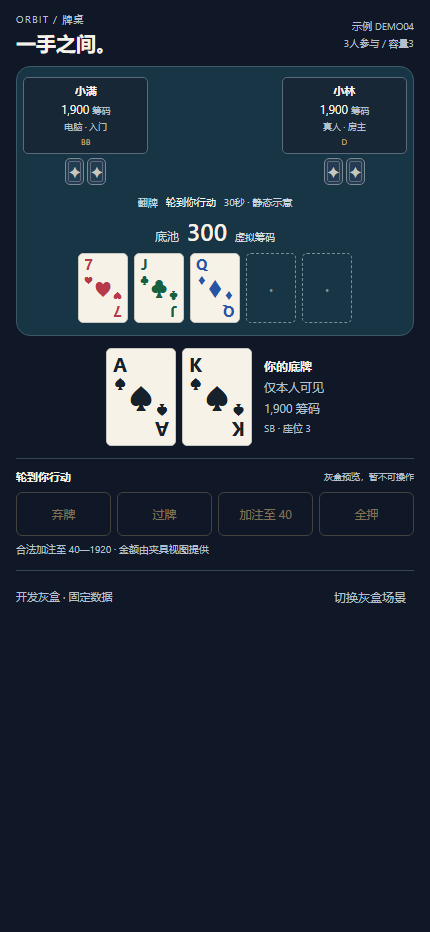 ORBIT / 牌桌
一手之间。
示例 DEMO04
3人参与 / 容量3
小满
1,900 筹码
电脑 · 入门
BB
小林
1,900 筹码
真人 · 房主
D
翻牌 轮到你行动 30秒 · 静态示意
底池 300 虚拟筹码
7
7
J
J
Q
Q
A
A
K
K
你的底牌
仅本人可见
1,900 筹码
SB · 座位 3
轮到你行动
灰盒预览，暂不可操作
弃牌
过牌
加注至 40
全押
合法加注至 40—1920 · 金额由夹具视图提供
开发灰盒 · 固定数据
切换灰盒场景